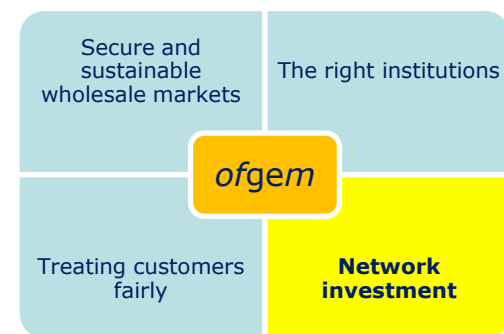 Secure and
sustainable
wholesale markets
The right institutions
ofgem
Treating customers
fairly
Network
investment